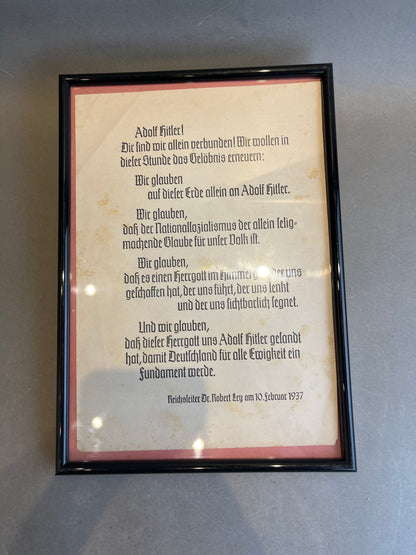 Adolf Hitler!
Dir sind wir allein verbunden! Wir wollen in
dieser Stunde das Gelöbnis erneuern:
Wir glauben
auf dieser Erde allein an Adolf Hitler.
Wir glauben,
daß der Nationalsozialismus der allein selig-
machende Glaube für unser Volk ist.
Wir glauben,
daß es einen Herrgott im Himmel gibt, der uns
geschaffen hat, der uns führt, der uns lenkt
und der uns sichtbarlich segnet.
Und wir glauben,
daß dieser Herrgott uns Adolf Hitler gesandt
hat, damit Deutschland für alle Ewigkeit ein
Fundament werde.
Reichsleiter Dr. Robert Ley am 10. Februar 1937